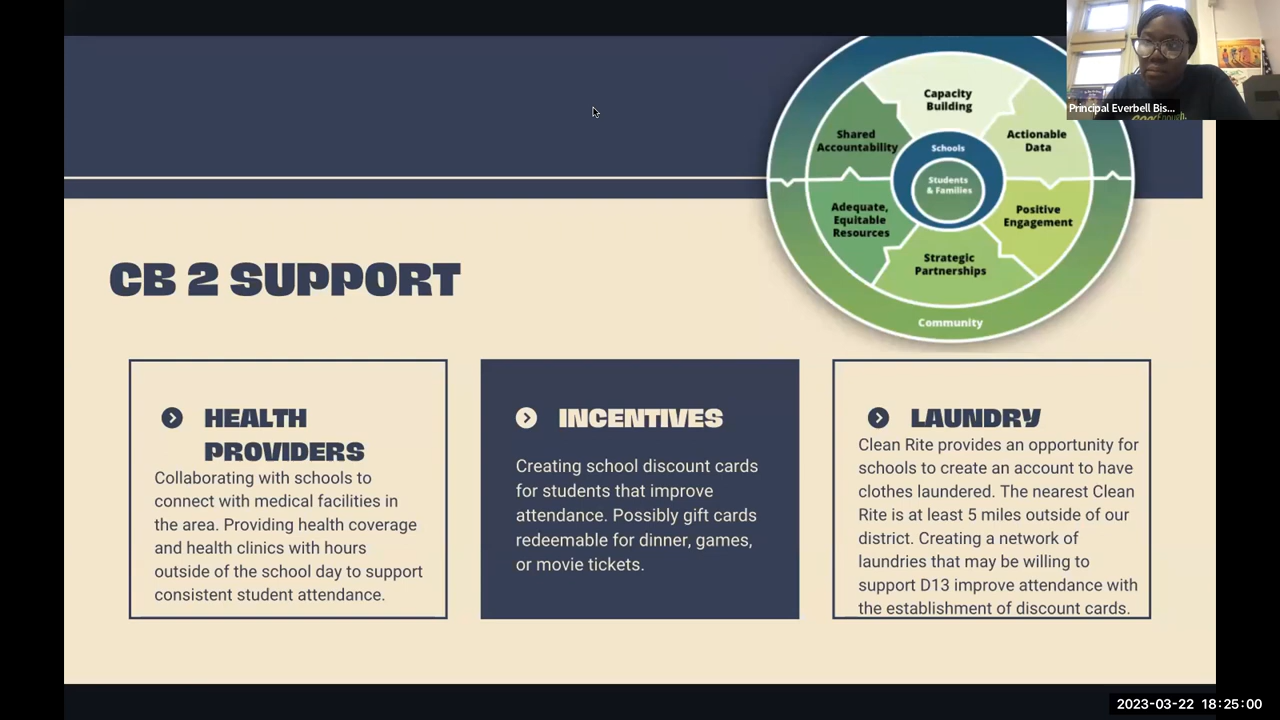 Capacity
Building
Shared
Accountability
Actionable
Data
Schools
Students
& Families
Adequate,
Equitable
Resources
Positive
Engagement
Strategic
Partnerships
Community
Principal Everbell Bis...
CB 2 SUPPORT
HEALTH
PROVIDERS
Collaborating with schools to
connect with medical facilities in
the area. Providing health coverage
and health clinics with hours
outside of the school day to support
consistent student attendance.
INCENTIVES
Creating school discount cards
for students that improve
attendance. Possibly gift cards
redeemable for dinner, games,
or movie tickets.
LAUNDRY
Clean Rite provides an opportunity for
schools to create an account to have
clothes laundered. The nearest Clean
Rite is at least 5 miles outside of our
district. Creating a network of
laundries that may be willing to
support D13 improve attendance with
the establishment of discount cards.
2023-03-22 18:25:00